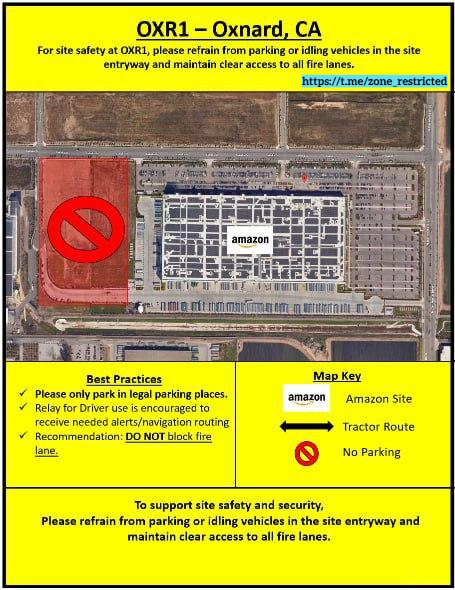 OXR1 – Oxnard, CA
For site safety at OXR1, please refrain from parking or idling vehicles in the site
entryway and maintain clear access to all fire lanes.
https://t.me/zone_restricted
amazon
Best Practices
✓ Please only park in legal parking places.
✓ Relay for Driver use is encouraged to
receive needed alerts/navigation routing
✓ Recommendation: DO NOT block fire
lane.
Map Key
amazon Amazon Site
Tractor Route
No Parking
To support site safety and security,
Please refrain from parking or idling vehicles in the site entryway and
maintain clear access to all fire lanes.